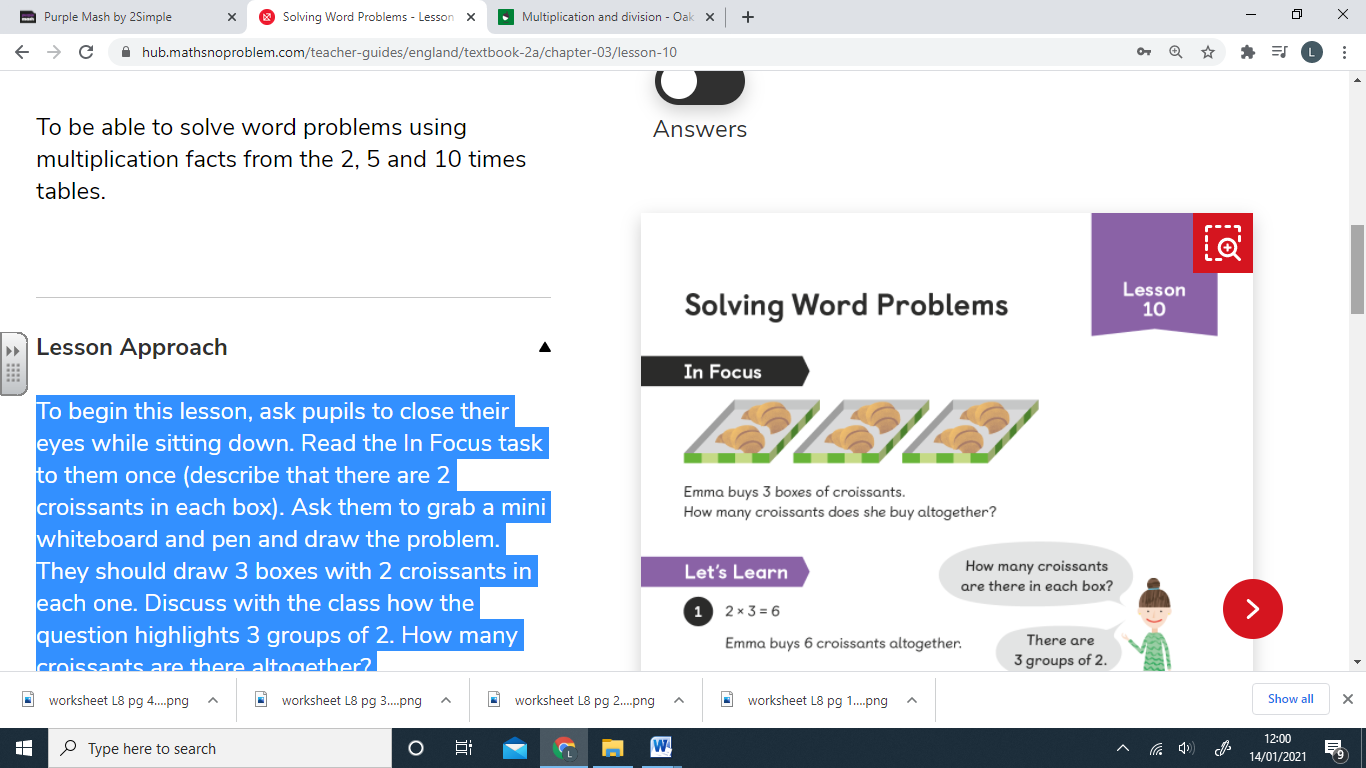 Purple Mash by 2Simple
Solving Word Problems - Lesson
Multiplication and division - Oak
hub.mathsnoproblem.com/teacher-guides/england/textbook-2a/chapter-03/lesson-10
L
To be able to solve word problems using
multiplication facts from the 2, 5 and 10 times
tables.
Lesson Approach
To begin this lesson, ask pupils to close their
eyes while sitting down. Read the In Focus task
to them once (describe that there are 2
croissants in each box). Ask them to grab a mini
whiteboard and pen and draw the problem.
They should draw 3 boxes with 2 croissants in
each one. Discuss with the class how the
question highlights 3 groups of 2. How many
croissants are there altogether?
Answers
Lesson
10
Solving Word Problems
In Focus
Emma buys 3 boxes of croissants.
How many croissants does she buy altogether?
Let's Learn
1
2 × 3 = 6
Emma buys 6 croissants altogether.
How many croissants
are there in each box?
There are
3 groups of 2.
worksheet L8 pg 4....png
worksheet L8 pg 3....png
worksheet L8 pg 2....png
worksheet L8 pg 1....png
Show all
Type here to search
L
W
12:00
14/01/2021
9